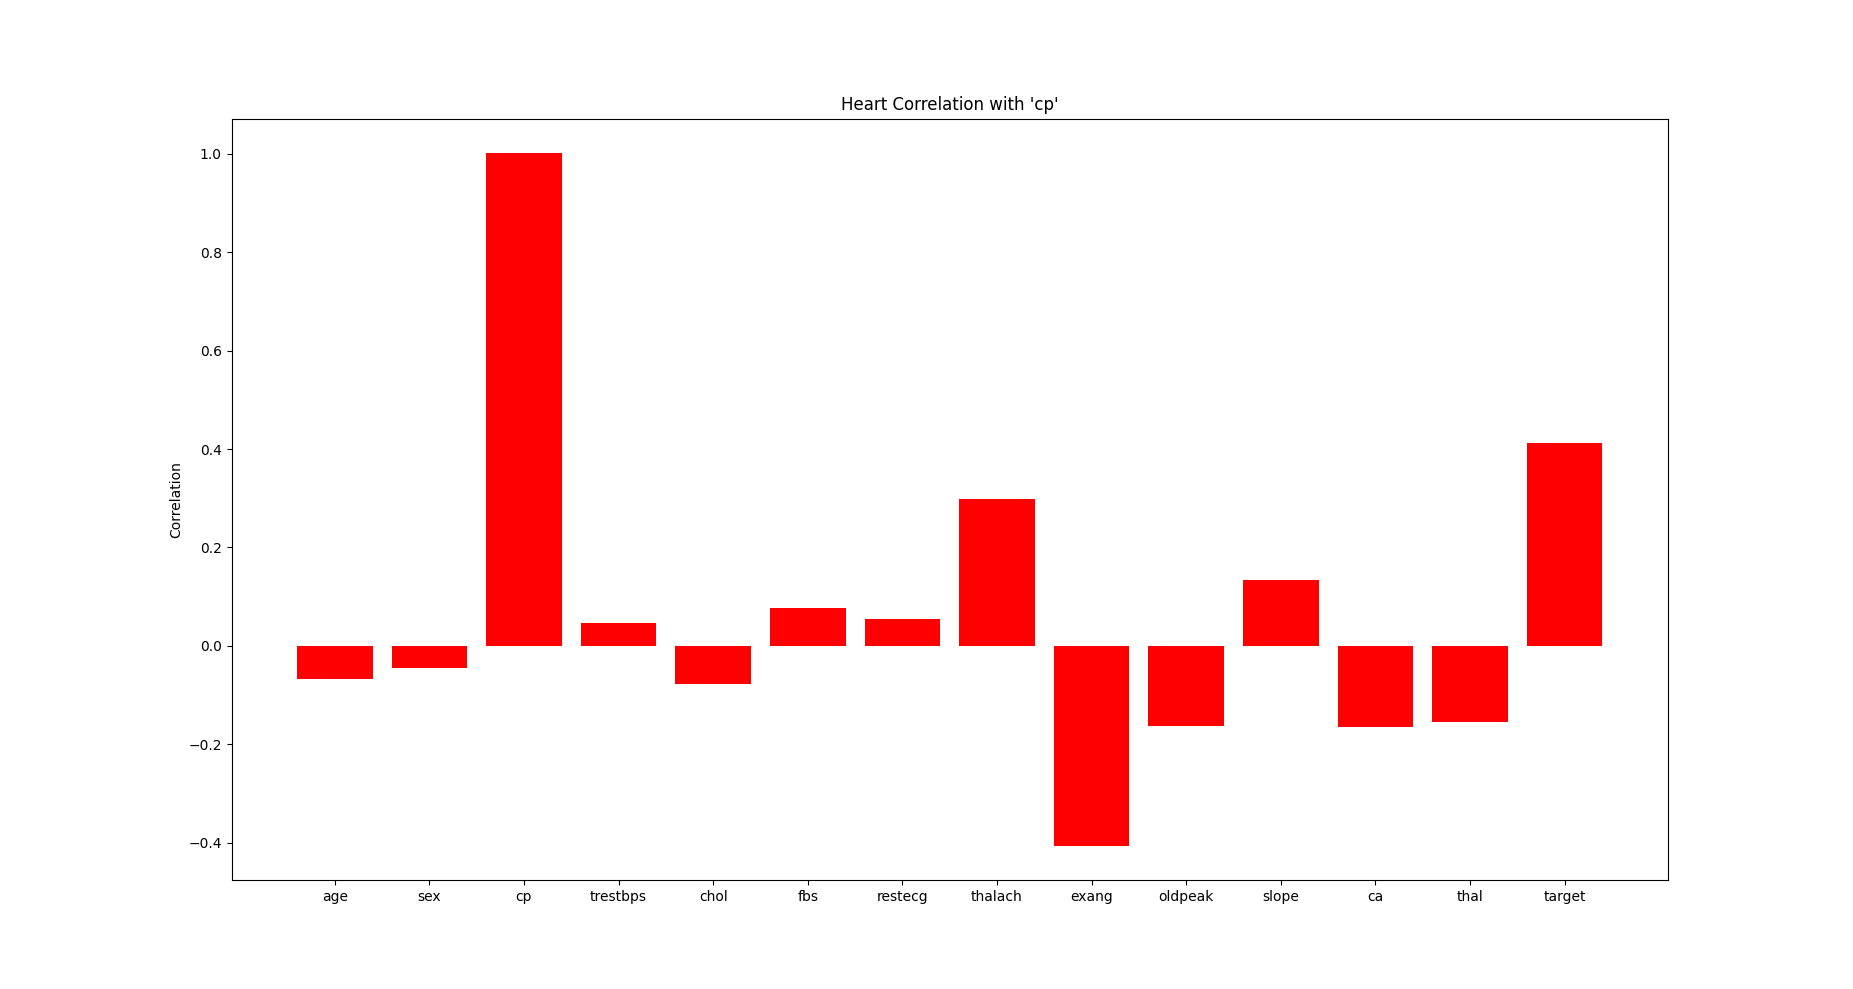 Heart Correlation with 'cp'
1.0
0.8
0.6
0.4
0.2
0.0
−0.2
−0.4
Correlation
age sex cp trestbps chol fbs restecg thalach exang oldpeak slope ca thal target